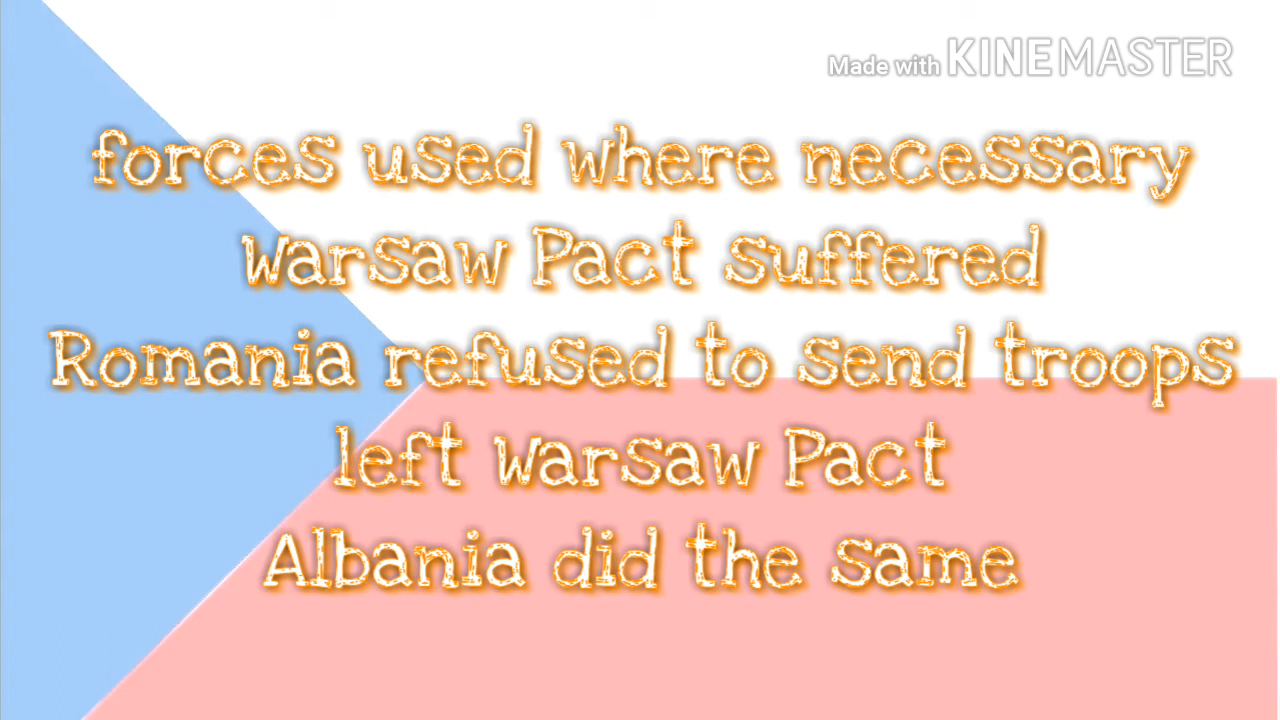 Made with KINEMASTER
forces used where necessary
Warsaw Pact suffered
Romania refused to send troops
left Warsaw Pact
Albania did the same